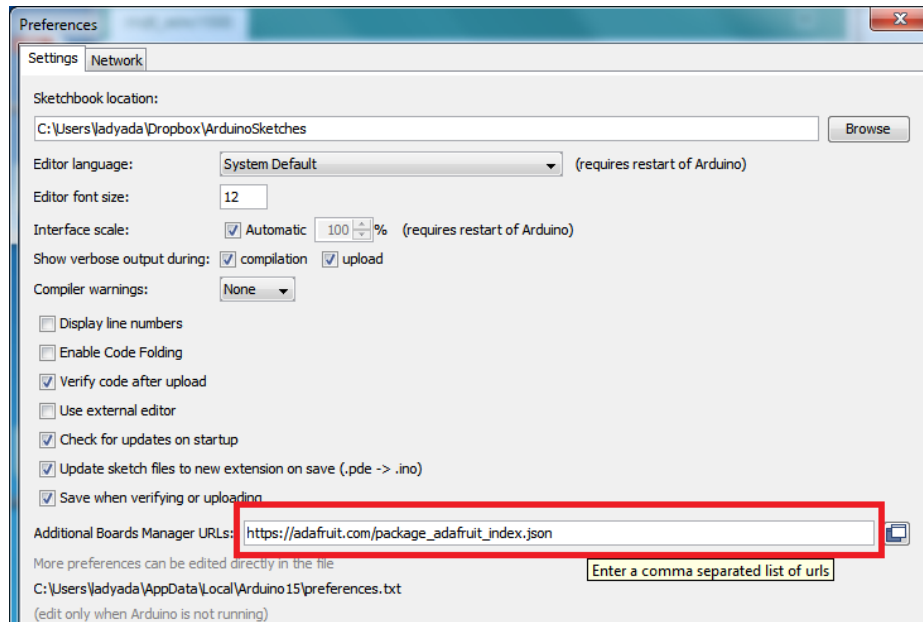 Preferences
Settings Network
Sketchbook location:
C:\Users\ladyada\Dropbox\ArduinoSketches Browse
Editor language: System Default (requires restart of Arduino)
Editor font size: 12
Interface scale: Automatic 100 % (requires restart of Arduino)
Show verbose output during: compilation upload
Compiler warnings: None
Display line numbers
Enable Code Folding
Verify code after upload
Use external editor
Check for updates on startup
Update sketch files to new extension on save (.pde -> .ino)
Save when verifying or uploading
Additional Boards Manager URLs: https://adafruit.com/package_adafruit_index.json
More preferences can be edited directly in the file
Enter a comma separated list of urls
C:\Users\ladyada\AppData\Local\Arduino15\preferences.txt
(edit only when Arduino is not running)